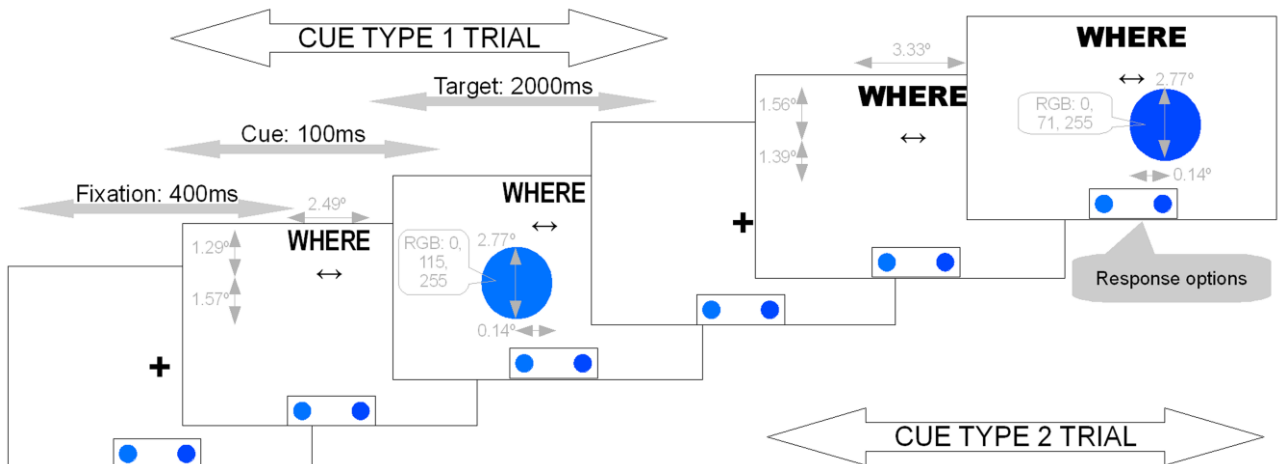 CUE TYPE 1 TRIAL
Target: 2000ms
Cue: 100ms
Fixation: 400ms
2.49º
WHERE
1.29º
1.57º
WHERE
RGB: 0,
115,
255
2.77º
0.14º
3.33º
WHERE
1.56º
1.39º
WHERE
2.77º
RGB: 0,
71, 255
0.14º
Response options
CUE TYPE 2 TRIAL